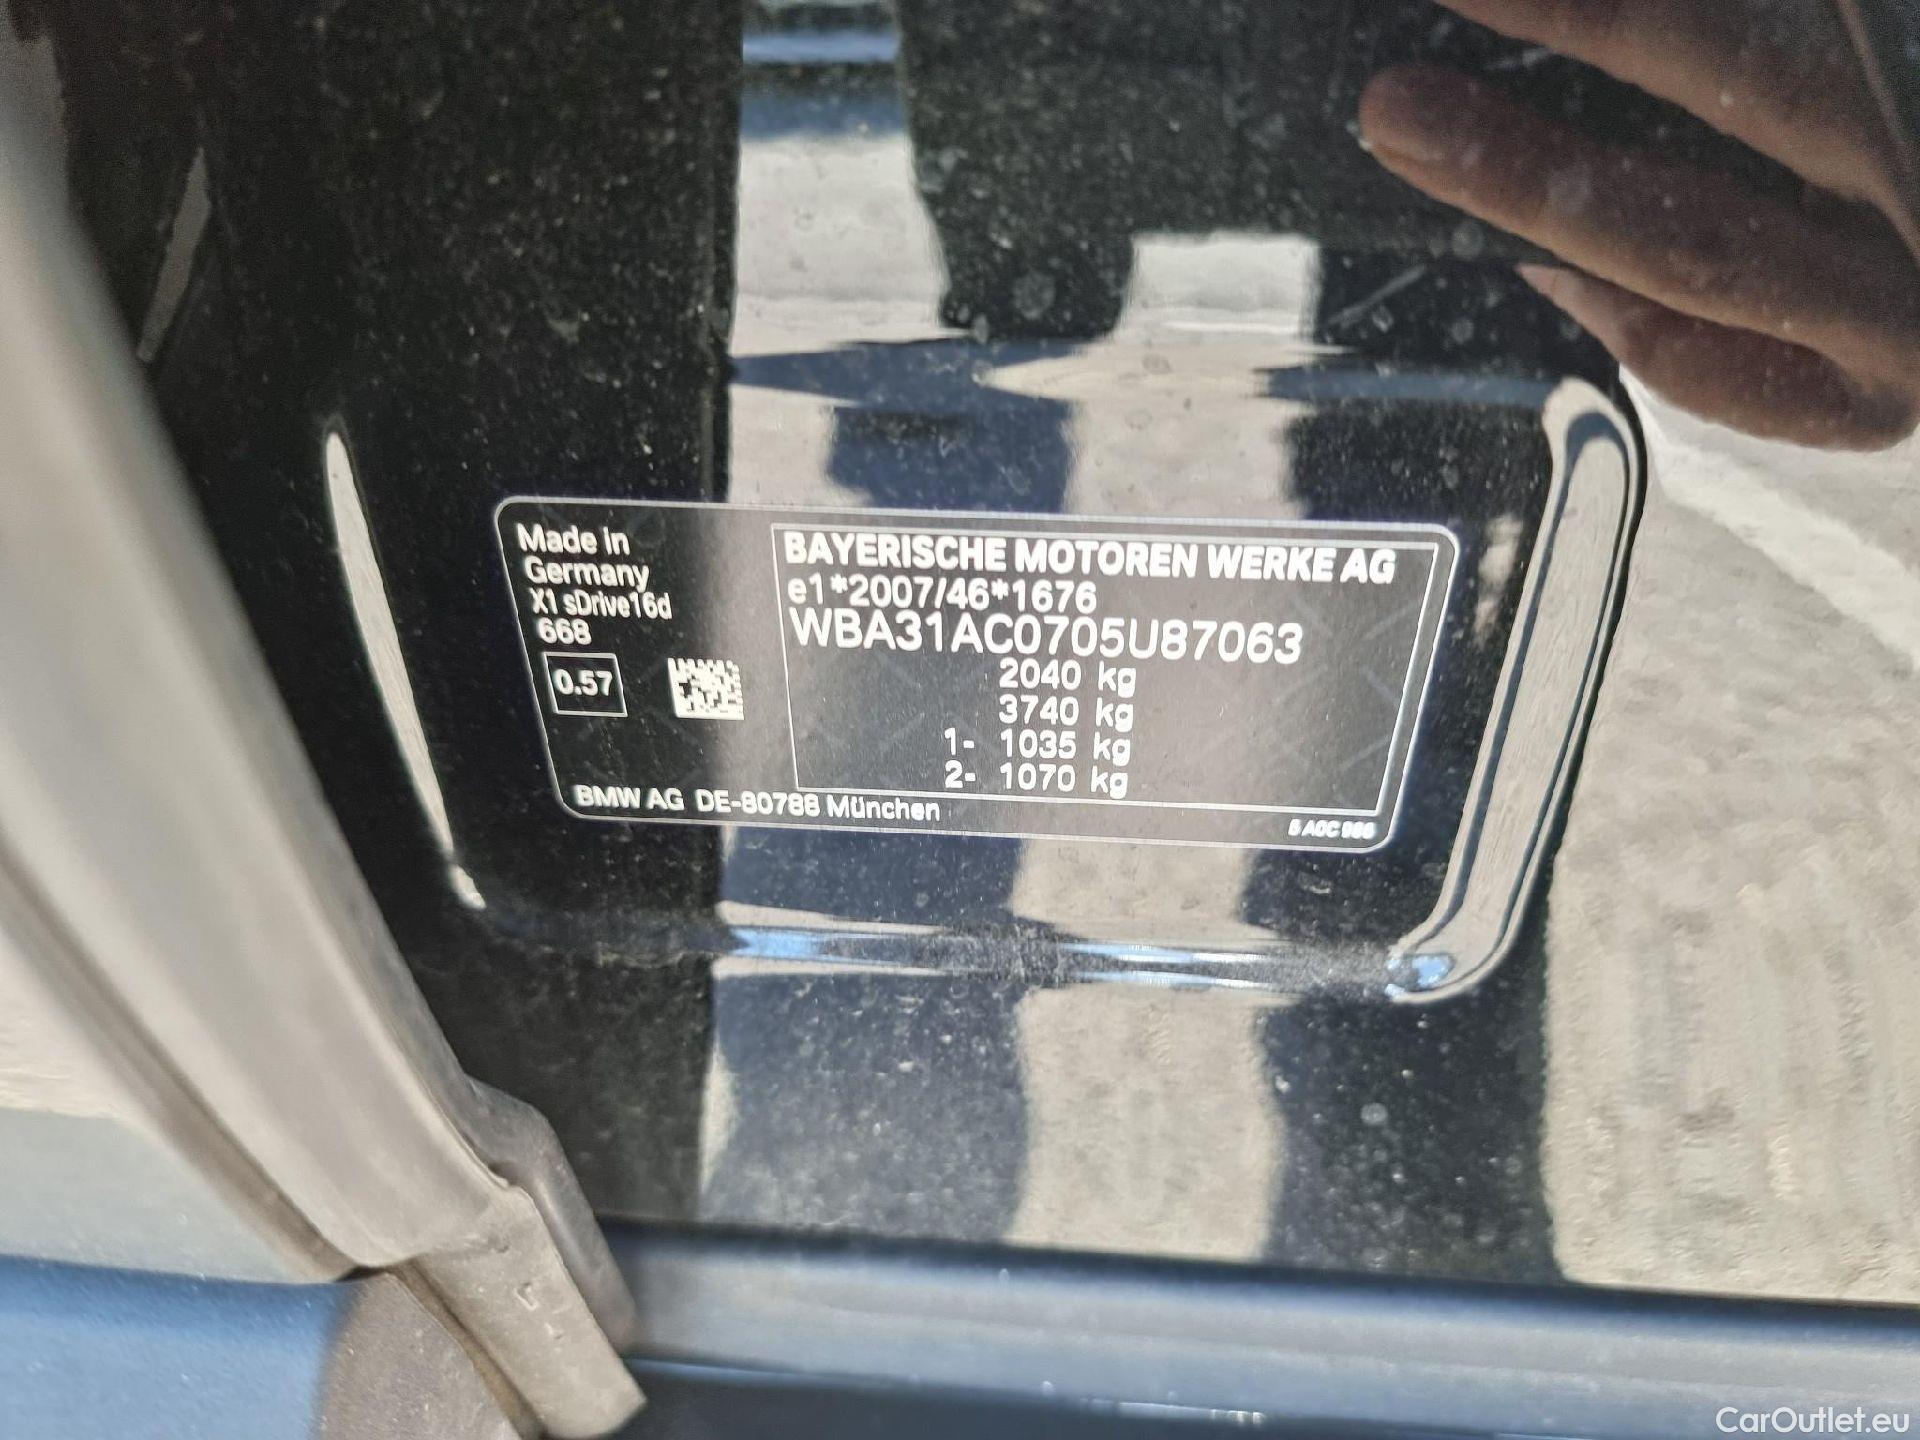 Made in
Germany
X1 sDrive16d
668
0.57
BAYERISCHE MOTOREN WERKE AG
e1*2007/46*1676
WBA31AC0705U87063
2040 kg
3740 kg
1- 1035 kg
2- 1070 kg
BMW AG DE-80788 München
CarOutlet.eu